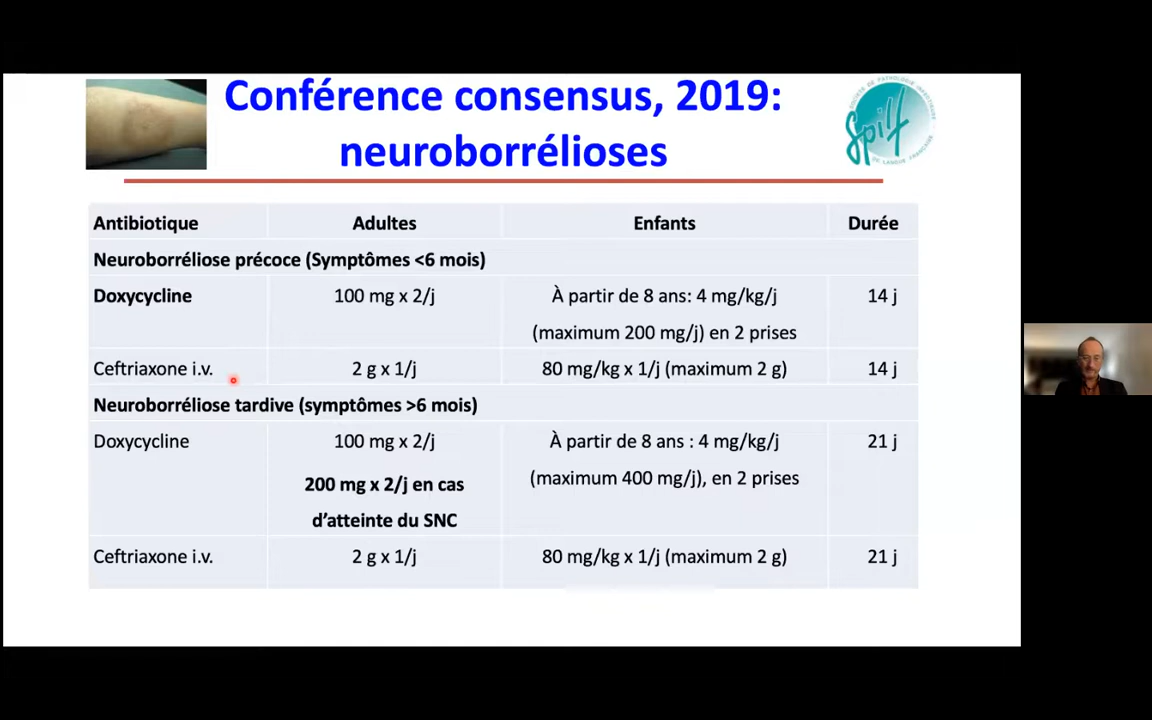 Conférence consensus, 2019:
neuroborrélioses
Spilf
Antibiotique Adultes Enfants Durée
Neuroborréliose précoce (Symptômes <6 mois)
Doxycycline 100 mg x 2/j À partir de 8 ans: 4 mg/kg/j 14 j
(maximum 200 mg/j) en 2 prises
Ceftriaxone i.v. 2 g x 1/j 80 mg/kg x 1/j (maximum 2 g) 14 j
Neuroborréliose tardive (symptômes >6 mois)
Doxycycline 100 mg x 2/j À partir de 8 ans : 4 mg/kg/j 21 j
200 mg x 2/j en cas (maximum 400 mg/j), en 2 prises
d’atteinte du SNC
Ceftriaxone i.v. 2 g x 1/j 80 mg/kg x 1/j (maximum 2 g) 21 j